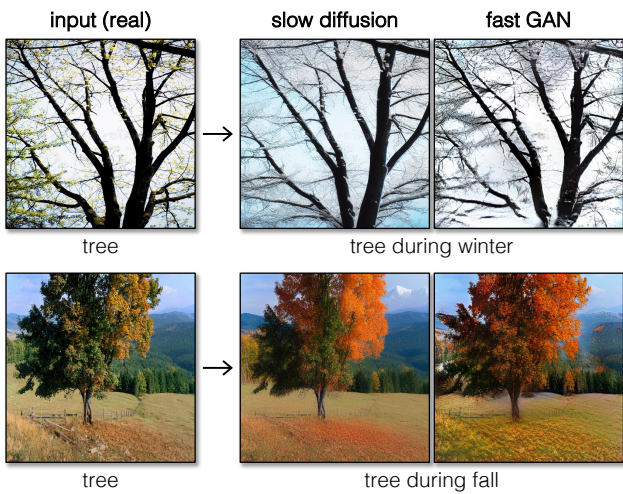 input (real) slow diffusion fast GAN
tree tree during winter
tree tree during fall